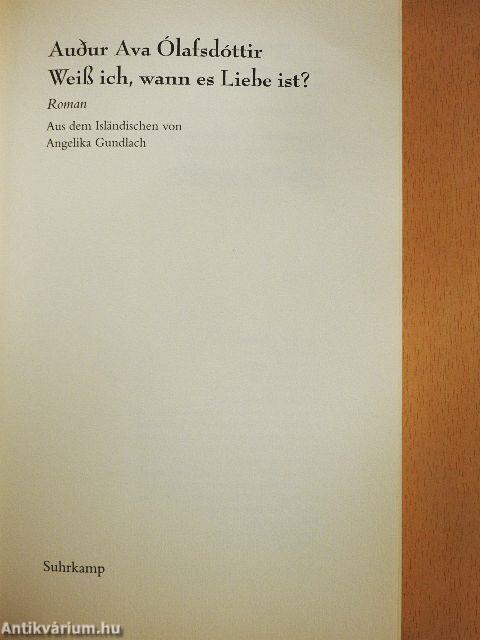 Auður Ava Ólafsdóttir
Weiß ich, wann es Liebe ist?
Roman
Aus dem Isländischen von
Angelika Gundlach
Suhrkamp
Antikvárium.hu